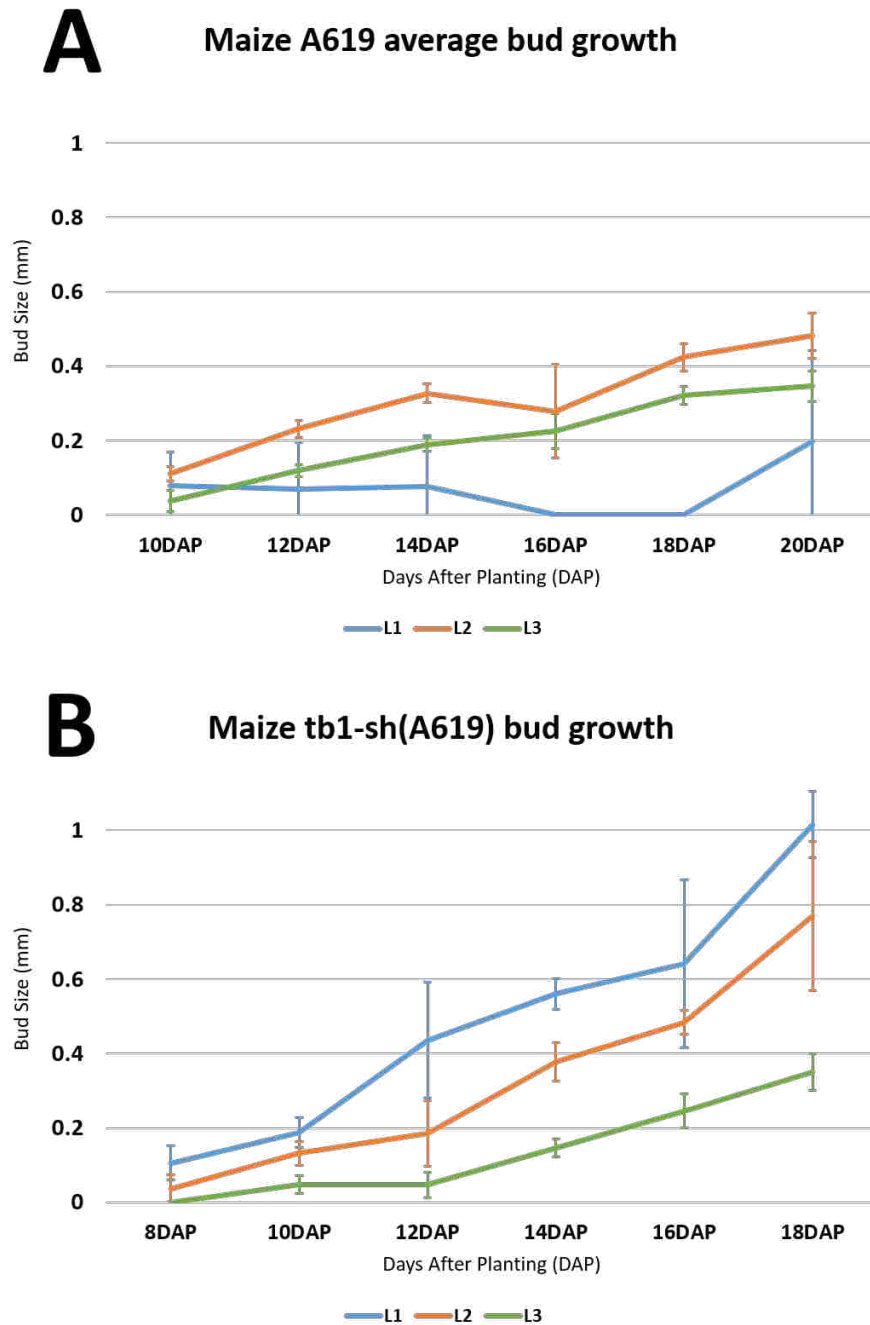 A
Maize A619 average bud growth
1
0.8
0.6
0.4
0.2
0
Bud Size (mm)
10DAP 12DAP 14DAP 16DAP 18DAP 20DAP
Days After Planting (DAP)
L1 L2 L3
B
Maize tb1-sh(A619) bud growth
1
0.8
0.6
0.4
0.2
0
Bud Size (mm)
8DAP 10DAP 12DAP 14DAP 16DAP 18DAP
Days After Planting (DAP)
L1 L2 L3